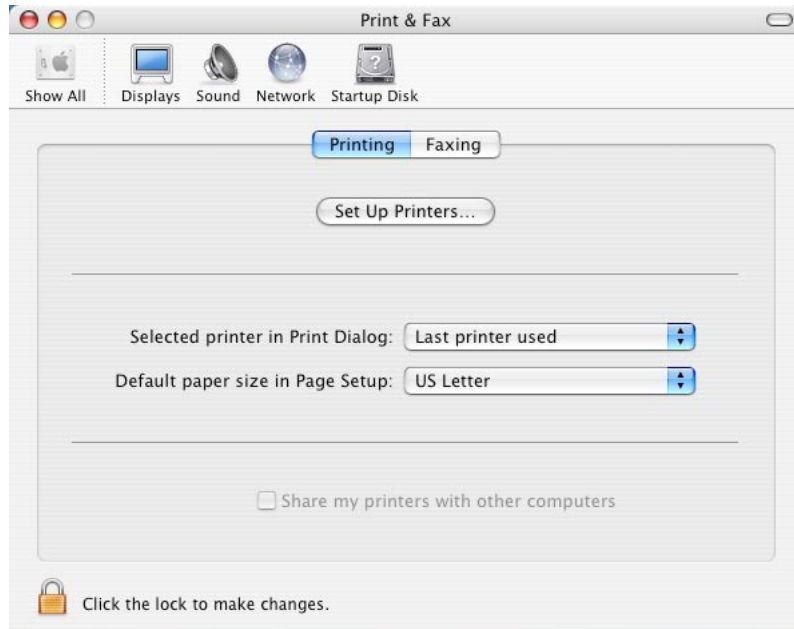 Print & Fax
Show All Displays Sound Network Startup Disk
Printing Faxing
Set Up Printers...
Selected printer in Print Dialog: Last printer used
Default paper size in Page Setup: US Letter
Share my printers with other computers
Click the lock to make changes.